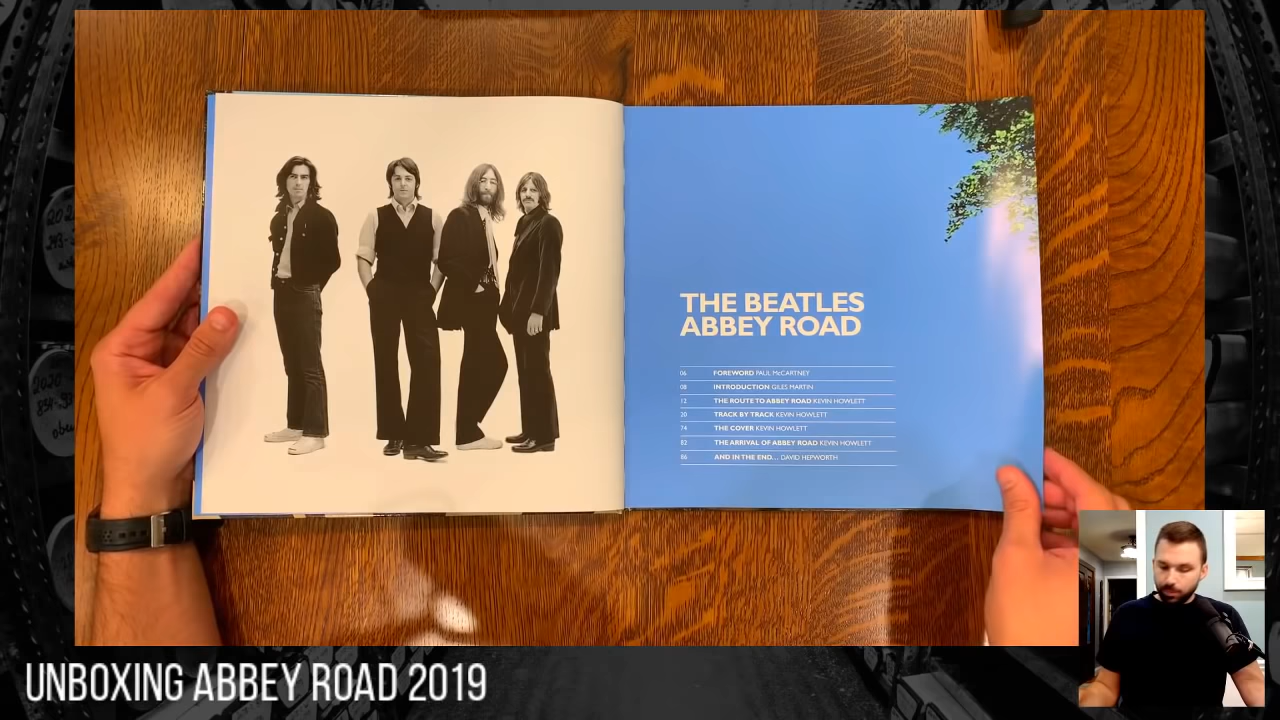 THE BEATLES
ABBEY ROAD
06 FOREWORD PAUL McCARTNEY
08 INTRODUCTION GILES MARTIN
12 THE ROUTE TO ABBEY ROAD KEVIN HOWLETT
20 TRACK BY TRACK KEVIN HOWLETT
74 THE COVER KEVIN HOWLETT
82 THE ARRIVAL OF ABBEY ROAD KEVIN HOWLETT
86 AND IN THE END... DAVID HEPWORTH
UNBOXING ABBEY ROAD 2019